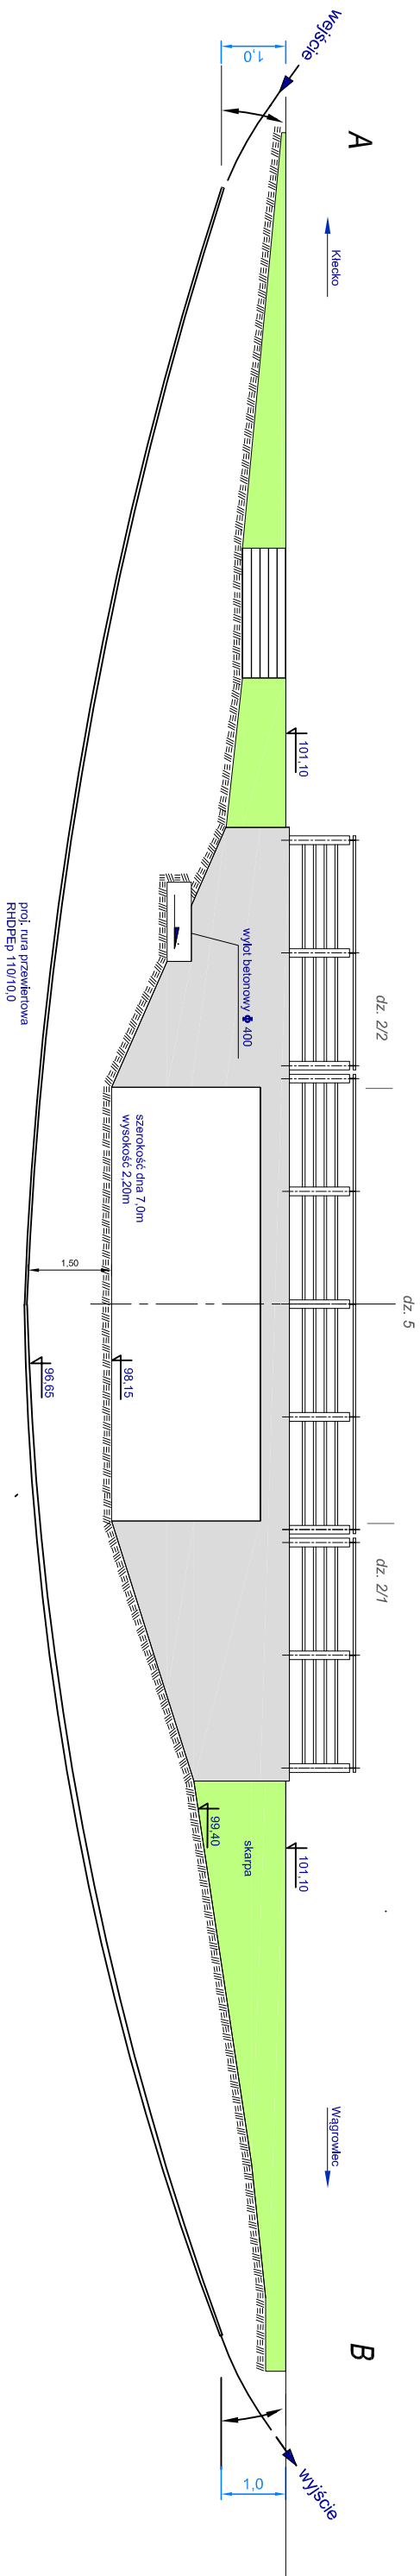 A
B
wejście
1,0
Kłecko
101,10
wylot betonowy Φ 400
dz. 2/2
szerokość dna 7,0m
wysokość 2,20m
dz. 5
1,50
98,15
96,65
proj. rura przewiertowa
RHDPEp 110/10,0
dz. 2/1
99,40
skarpa
101,10
Wągrowiec
1,0
wyjście